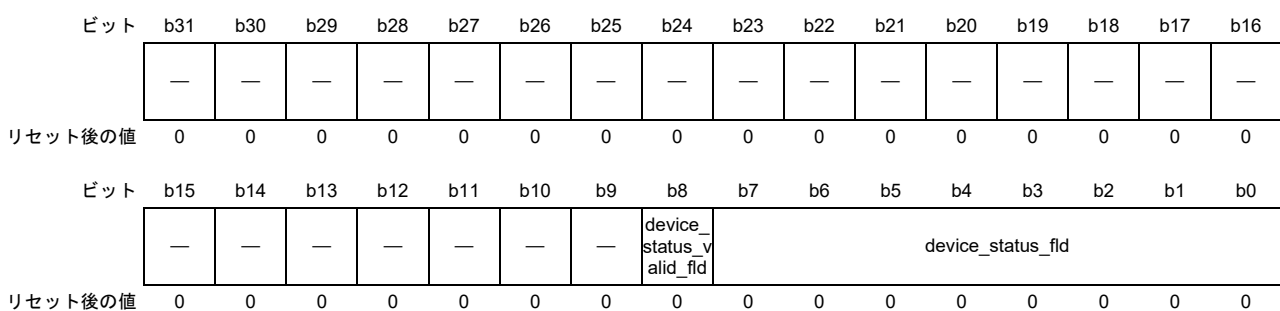 ビット b31 b30 b29 b28 b27 b26 b25 b24 b23 b22 b21 b20 b19 b18 b17 b16
— — — — — — — — — — — — — — — —
リセット後の値 0 0 0 0 0 0 0 0 0 0 0 0 0 0 0 0
ビット b15 b14 b13 b12 b11 b10 b9 b8 b7 b6 b5 b4 b3 b2 b1 b0
— — — — — — — device_
status_v
alid_fld device_status_fld
リセット後の値 0 0 0 0 0 0 0 0 0 0 0 0 0 0 0 0